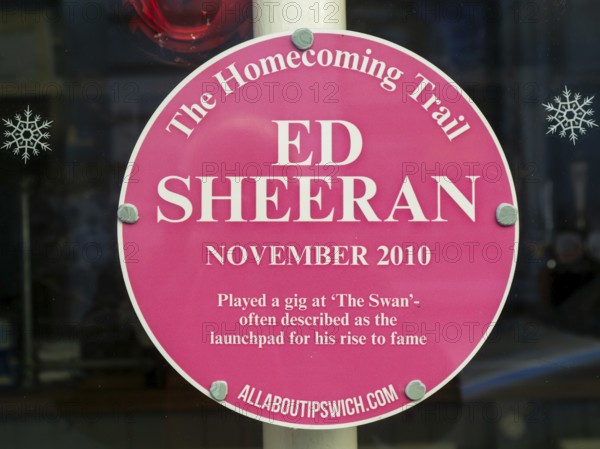 The Homecoming Trail
ED
SHEERAN
NOVEMBER 2010
Played a gig at 'The Swan'-
often described as the
launchpad for his rise to fame
ALLABOUTIPSWICH.COM